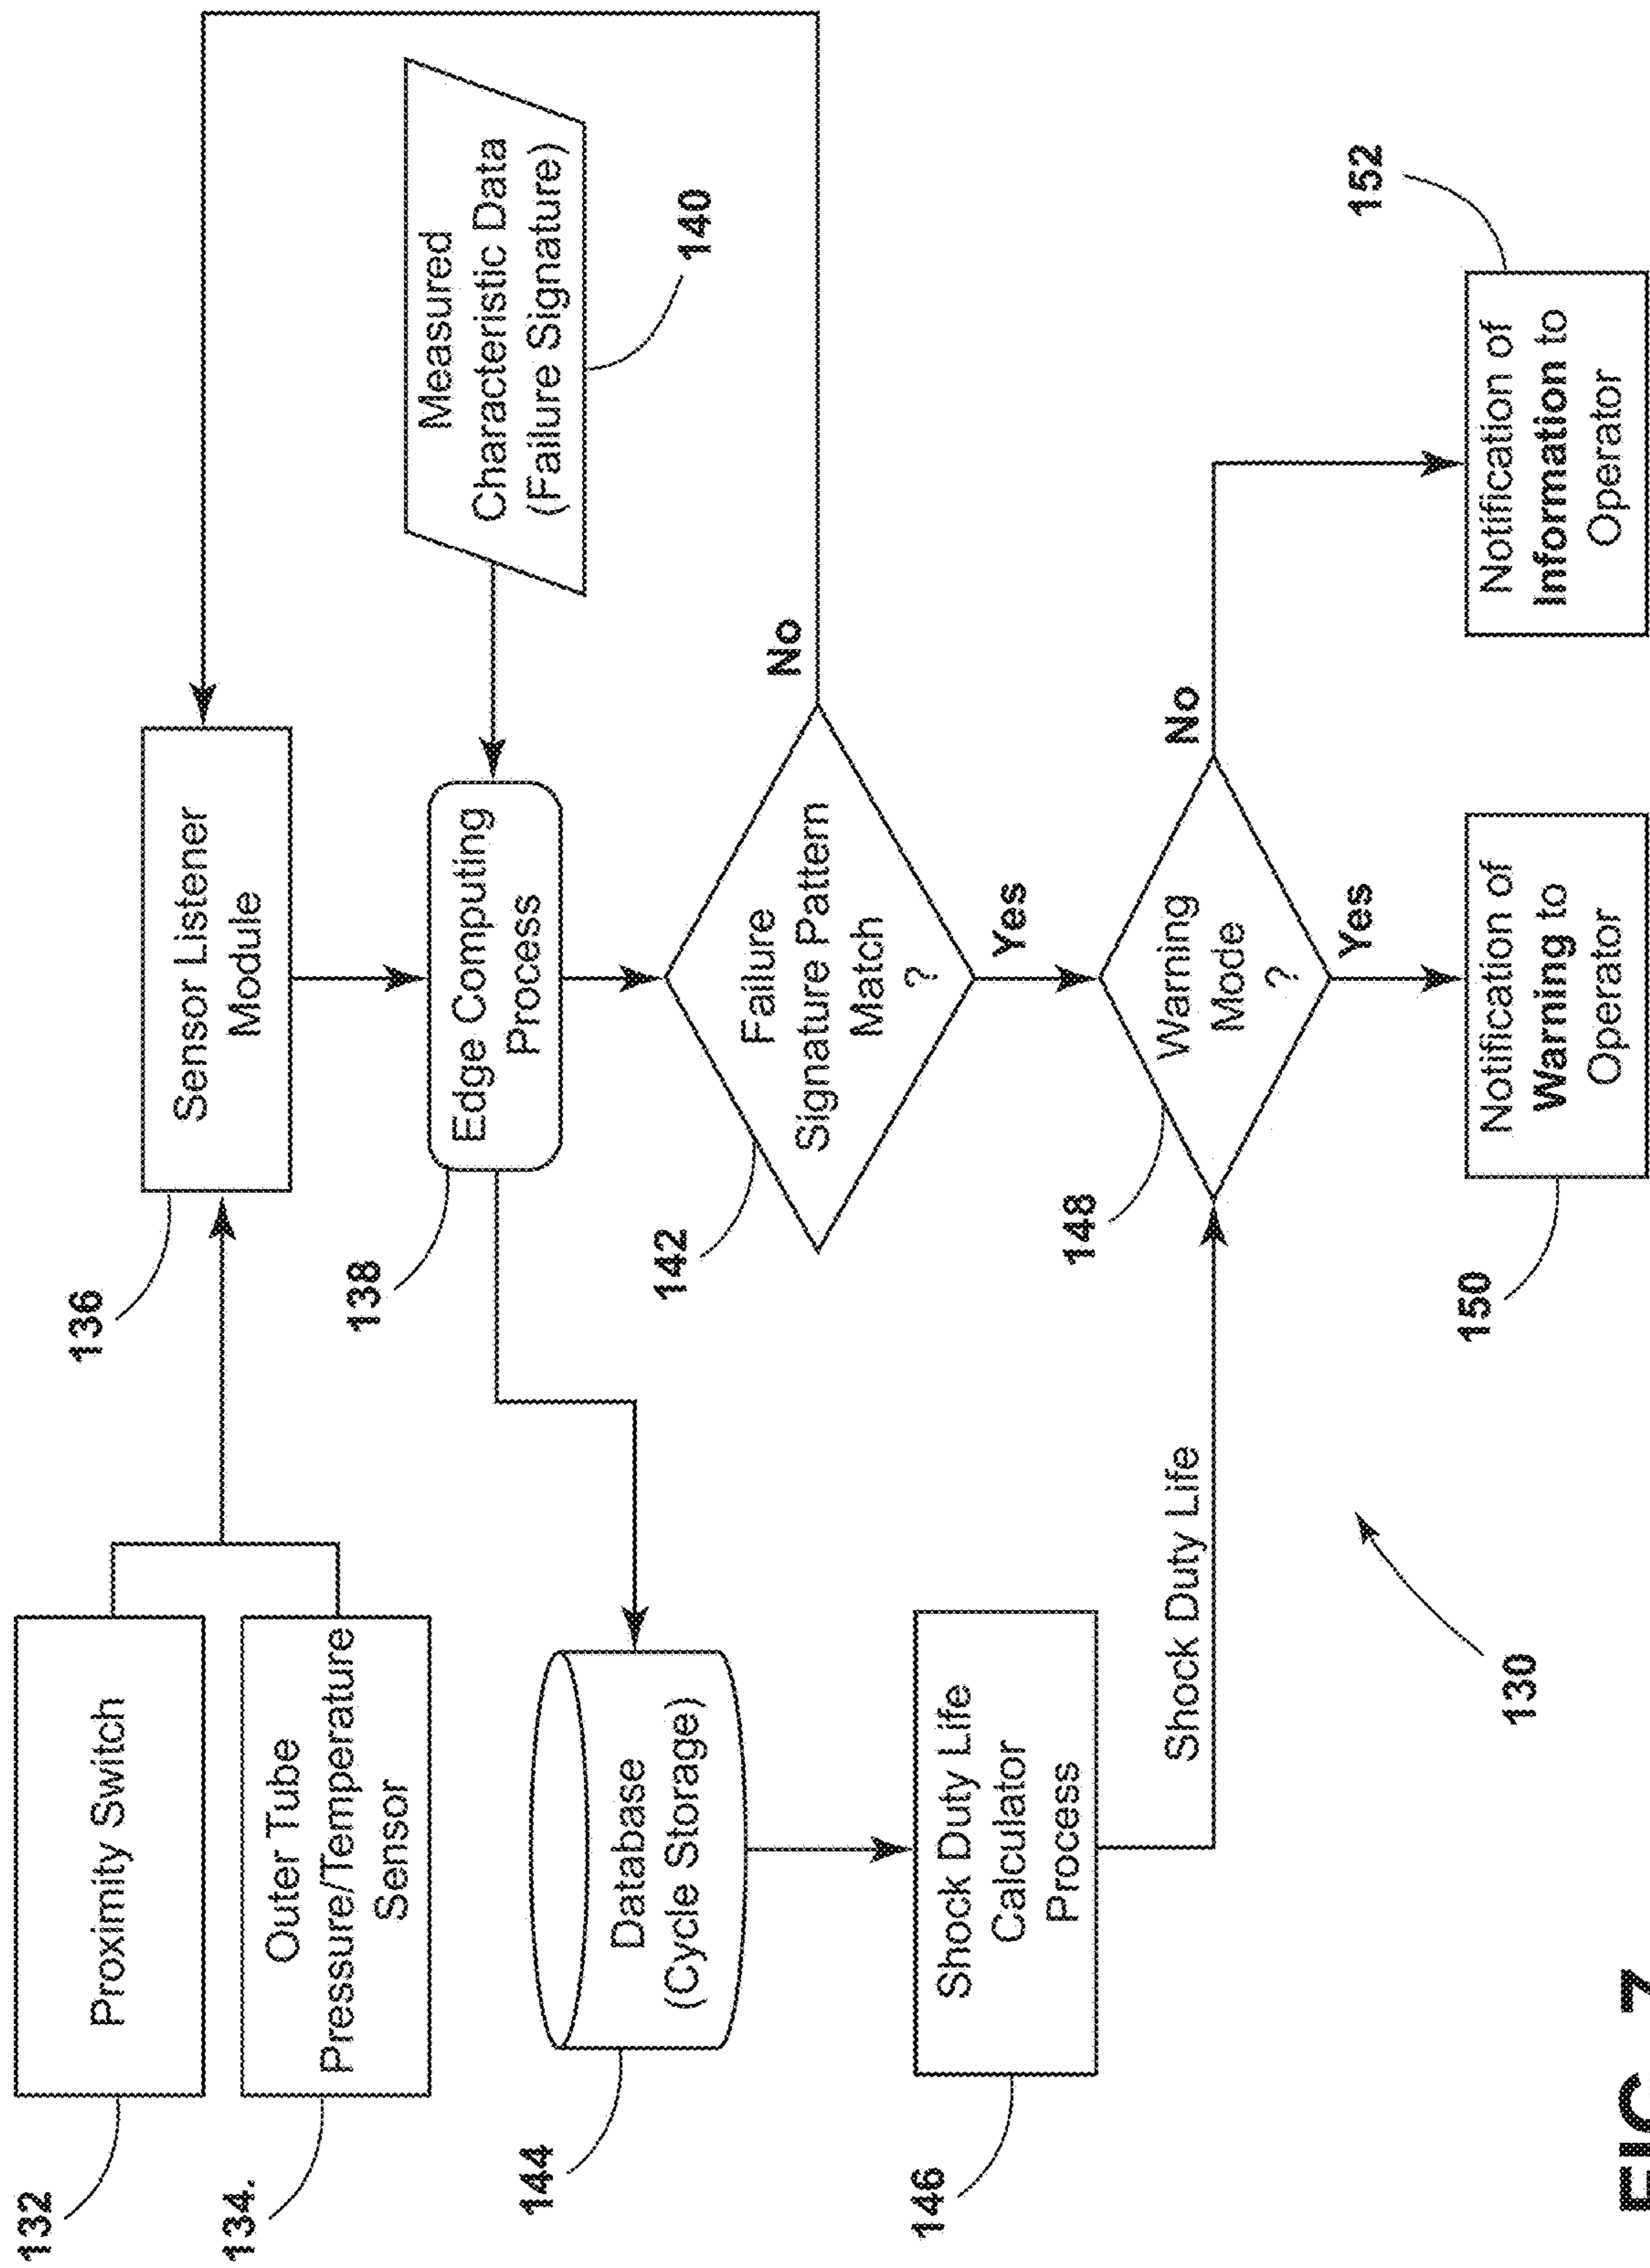 132
Proximity Switch
134.
Outer Tube
Pressure/Temperature
Sensor
136
Sensor Listener
Module
138
Edge Computing
Process
Measured
Characteristic Data
(Failure Signature)
140
144
Database
(Cycle Storage)
142
Failure
Signature Pattern
Match
?
No
Yes
146
Shock Duty Life
Calculator
Process
Shock Duty Life
148
Warning
Mode
?
No
Yes
150
Notification of
Warning to
Operator
152
Notification of
Information to
Operator
130
FIG. 7